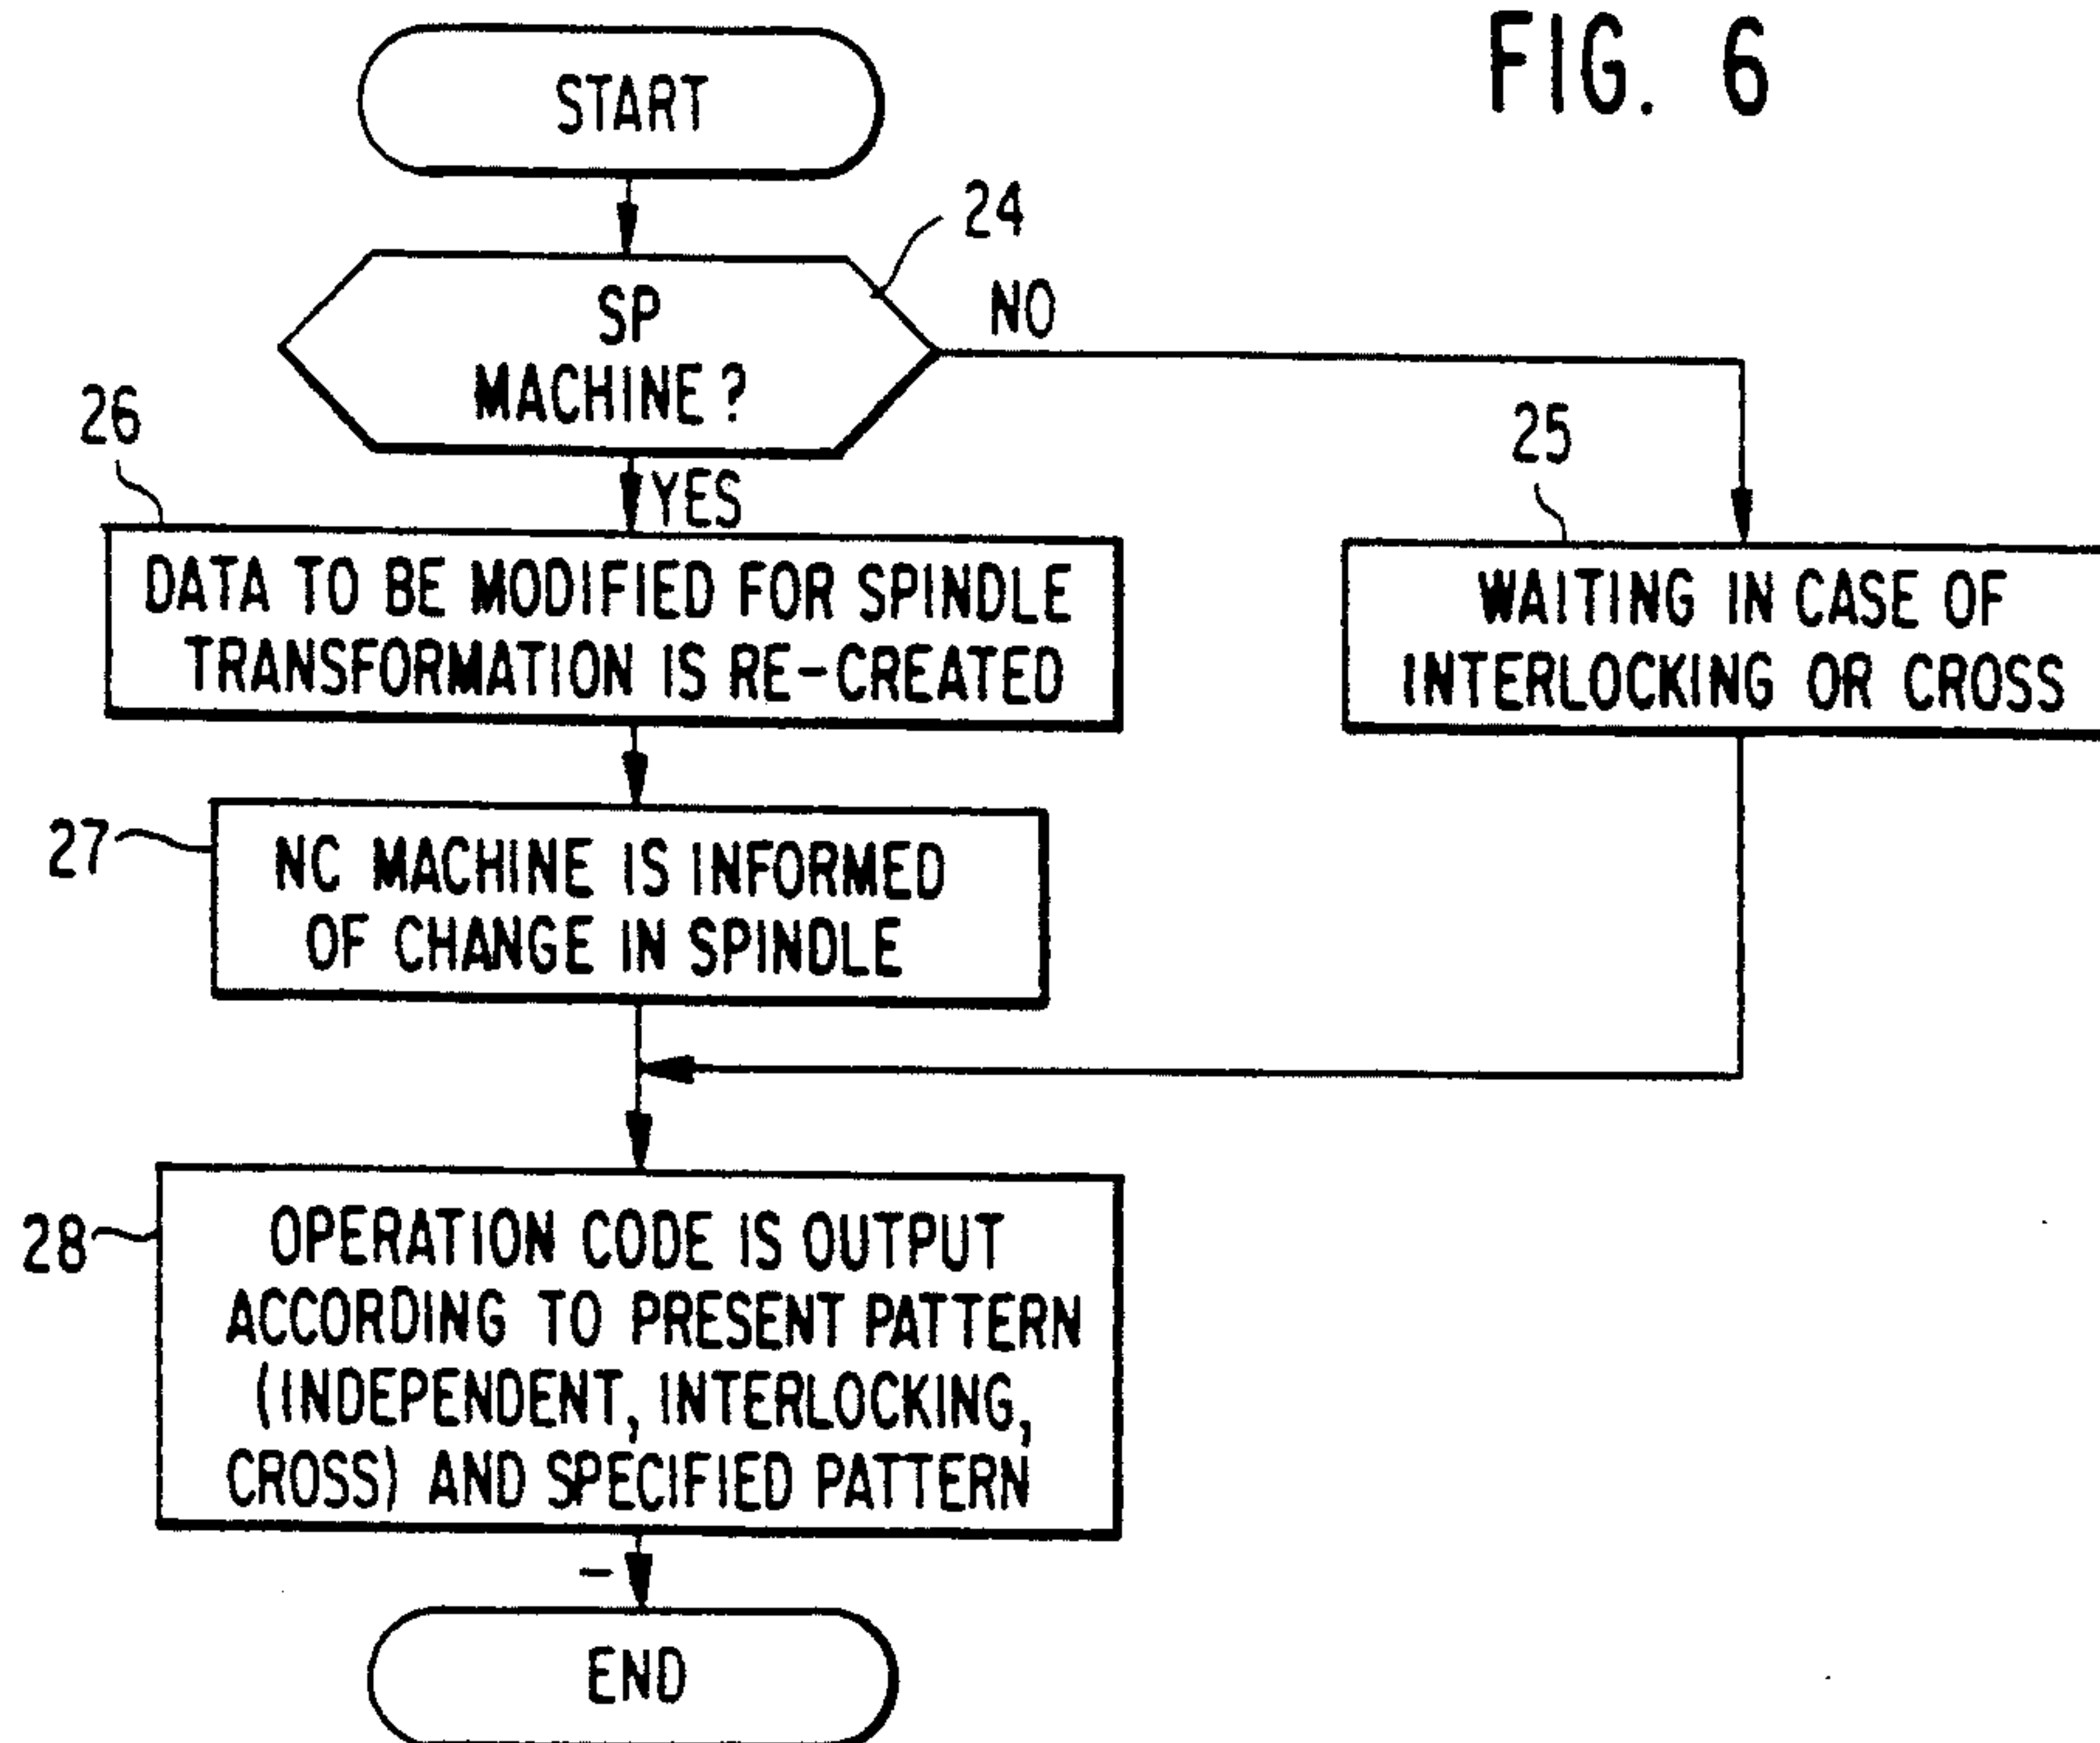 FIG. 6
START
24
SP
MACHINE?
NO
YES
26
DATA TO BE MODIFIED FOR SPINDLE
TRANSFORMATION IS RE-CREATED
25
WAITING IN CASE OF
INTERLOCKING OR CROSS
27
NC MACHINE IS INFORMED
OF CHANGE IN SPINDLE
28
OPERATION CODE IS OUTPUT
ACCORDING TO PRESENT PATTERN
(INDEPENDENT, INTERLOCKING,
CROSS) AND SPECIFIED PATTERN
END